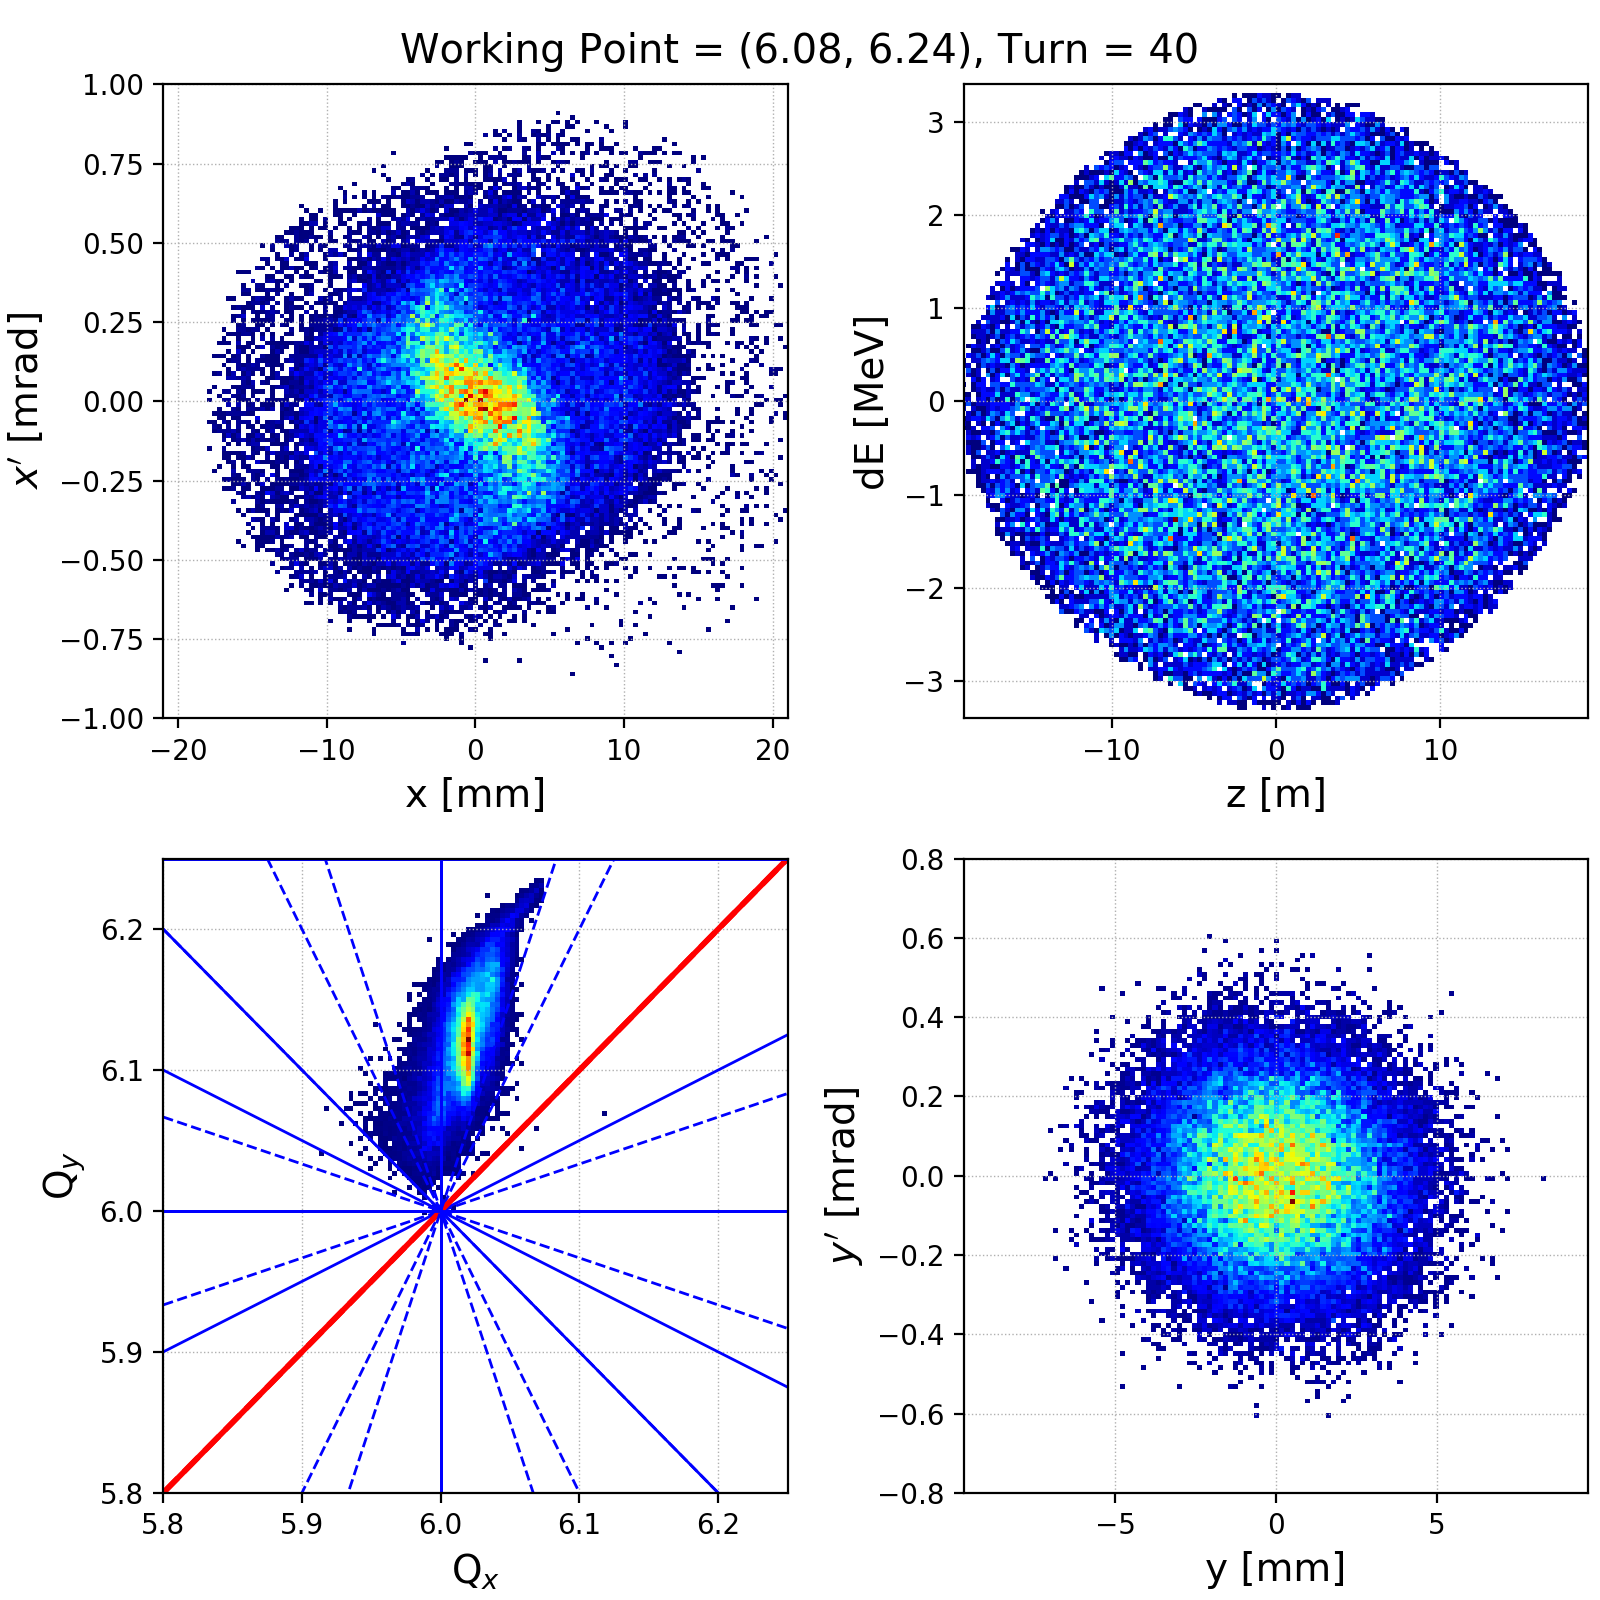 Working Point = (6.08, 6.24), Turn = 40
1.00
0.75
0.50
0.25
0.00
−0.25
−0.50
−0.75
−1.00
x′ [mrad]
−20 −10 0 10 20
x [mm]
3
2
1
0
−1
−2
−3
dE [MeV]
−10 0 10
z [m]
6.2
6.1
6.0
5.9
5.8
Qy
5.8 5.9 6.0 6.1 6.2
Qx
0.8
0.6
0.4
0.2
0.0
−0.2
−0.4
−0.6
−0.8
y′ [mrad]
−5 0 5
y [mm]